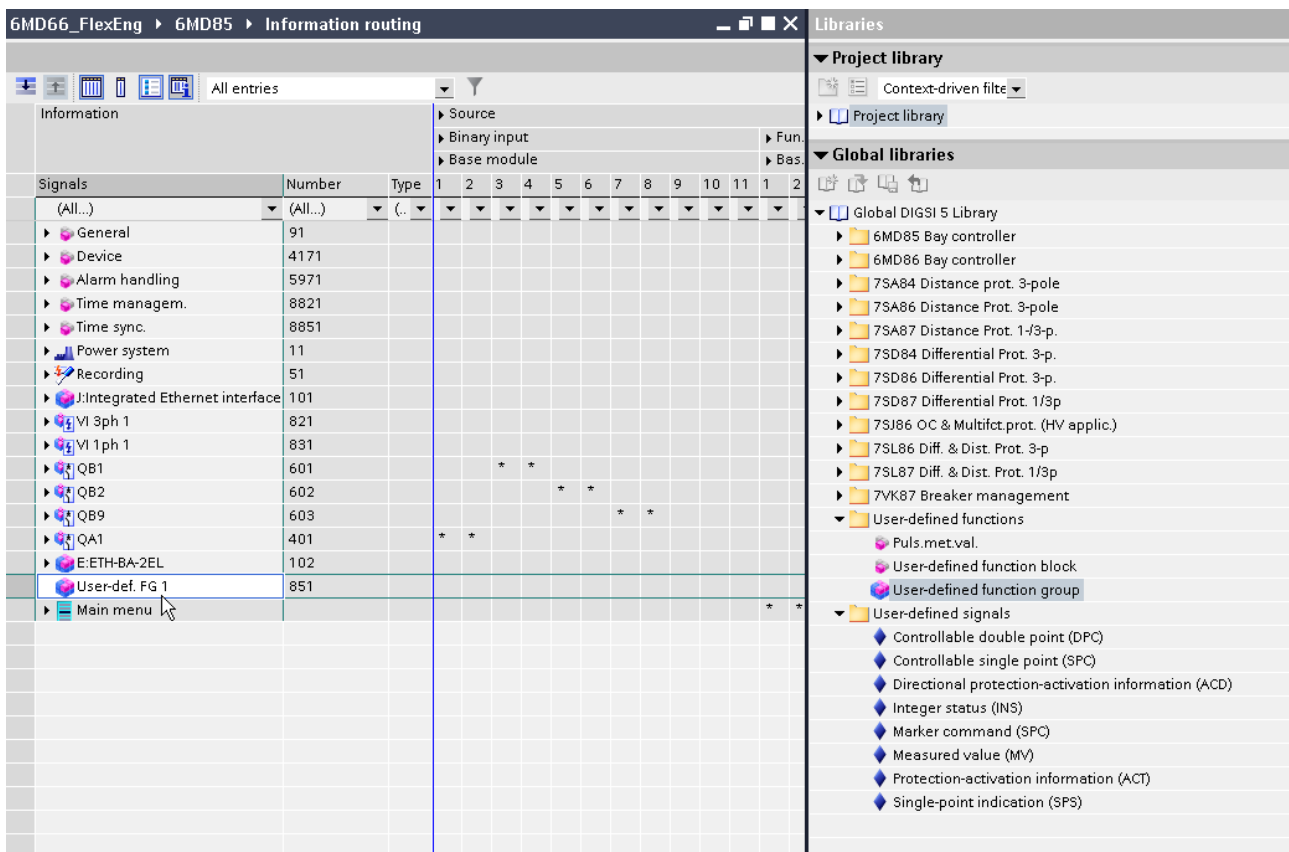 6MD66_FlexEng ▸ 6MD85 ▸ Information routing
All entries
Information
Source
Binary input
Fun.
Base module
Bas.
Signals Number Type 1 2 3 4 5 6 7 8 9 10 11 1 2
(All...) (All...) (..
General 91
Device 4171
Alarm handling 5971
Time managem. 8821
Time sync. 8851
Power system 11
Recording 51
J:Integrated Ethernet interface 101
VI 3ph 1 821
VI 1ph 1 831
QB1 601 * *
QB2 602 * *
QB9 603 * *
QA1 401 * *
E:ETH-BA-2EL 102
User-def. FG 1 851
Main menu * *
Libraries
Project library
Context-driven filte
Project library
Global libraries
Global DIGSI 5 Library
6MD85 Bay controller
6MD86 Bay controller
7SA84 Distance prot. 3-pole
7SA86 Distance Prot. 3-pole
7SA87 Distance Prot. 1-/3-p.
7SD84 Differential Prot. 3-p.
7SD86 Differential Prot. 3-p.
7SD87 Differential Prot. 1/3p
7SJ86 OC & Multifct.prot. (HV applic.)
7SL86 Diff. & Dist. Prot. 3-p
7SL87 Diff. & Dist. Prot. 1/3p
7VK87 Breaker management
User-defined functions
Puls.met.val.
User-defined function block
User-defined function group
User-defined signals
Controllable double point (DPC)
Controllable single point (SPC)
Directional protection-activation information (ACD)
Integer status (INS)
Marker command (SPC)
Measured value (MV)
Protection-activation information (ACT)
Single-point indication (SPS)